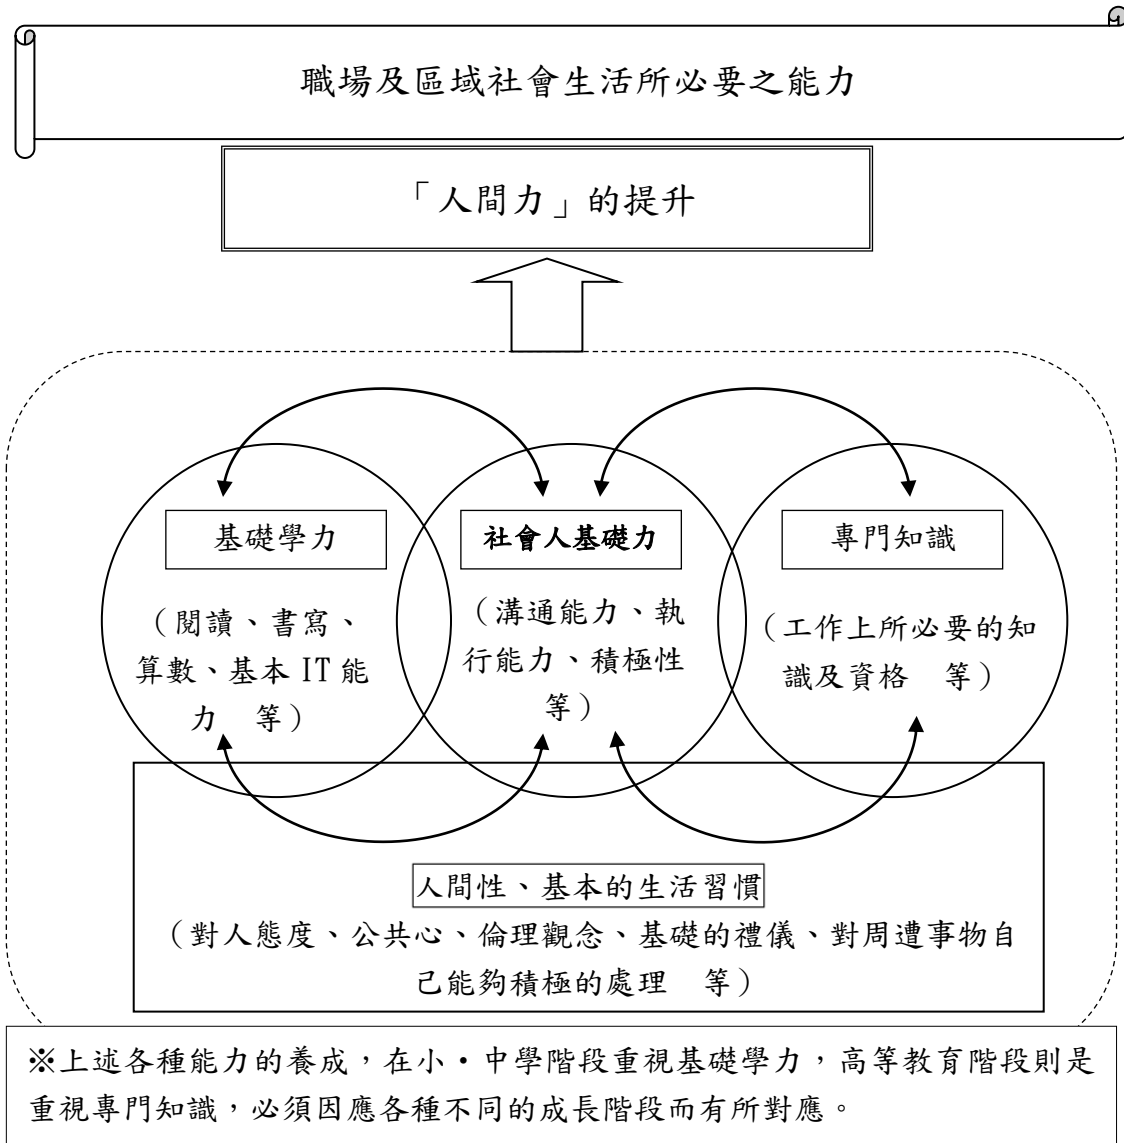 職場及區域社會生活所必要之能力
「人間力」的提升
基礎學力
(閱讀、書寫、
算數、基本 IT 能
力 等)
社會人基礎力
(溝通能力、執
行能力、積極性
等)
專門知識
(工作上所必要的知
識及資格 等)
人間性、基本的生活習慣
(對人態度、公共心、倫理觀念、基礎的禮儀、對周遭事物自
己能夠積極的處理 等)
※上述各種能力的養成，在小・中學階段重視基礎學力，高等教育階段則是
重視專門知識，必須因應各種不同的成長階段而有所對應。